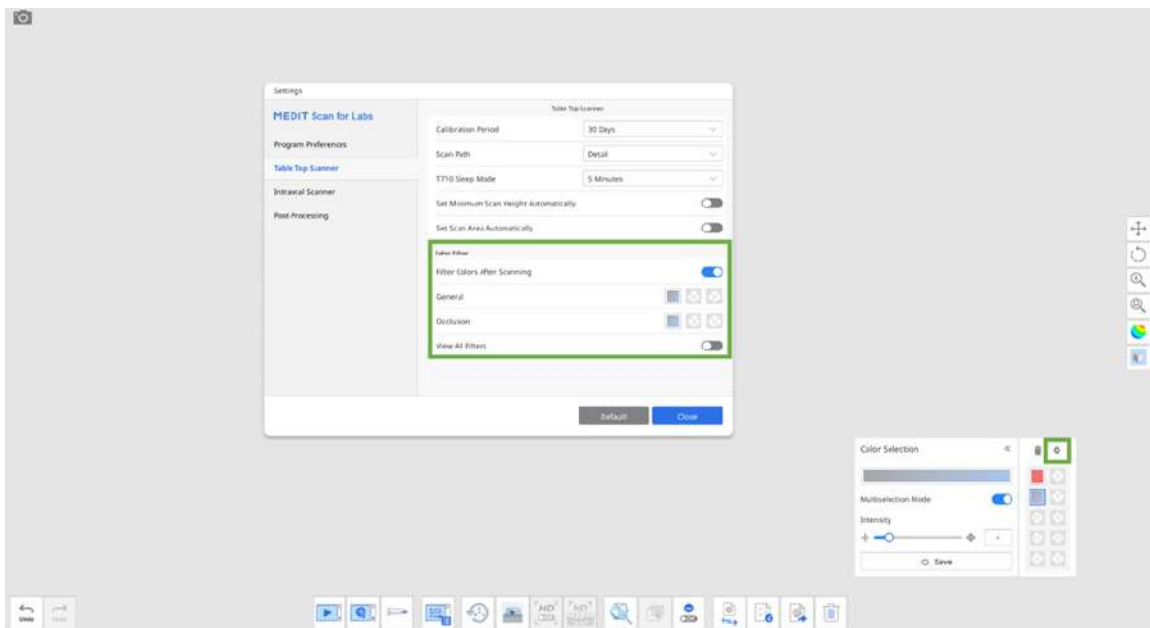 Settings
MEDIT Scan for Labs
Program Preferences
Table Top Scanner
Intraoral Scanner
Post-Processing
Table Top Scanner
Calibration Period 30 Days
Scan Path Detail
T710 Sleep Mode 5 Minutes
Set Minimum Scan Height Automatically
Set Scan Area Automatically
Color Filter
Filter Colors After Scanning
General
Occlusion
View All Filters
Default Close
Color Selection
Multiselection Mode
Intensity
Save
Undo Redo
HD HD